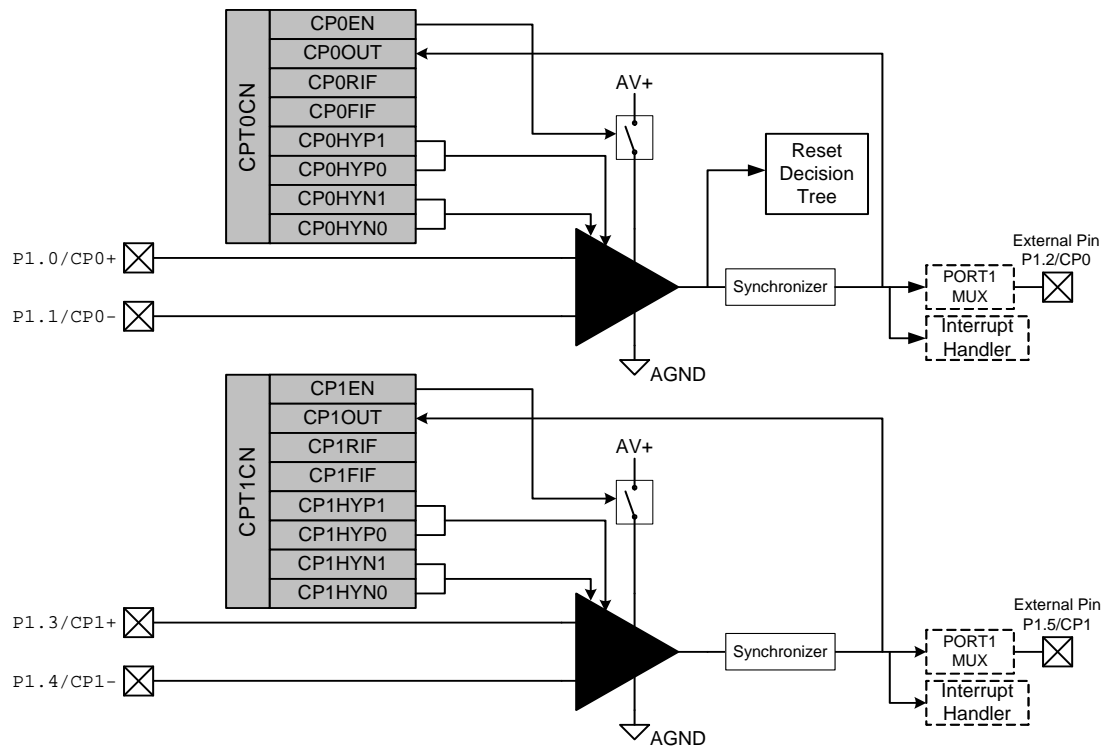 CPT0CN
CP0EN
CP0OUT
CP0RIF
CP0FIF
CP0HYP1
CP0HYP0
CP0HYN1
CP0HYN0
AV+
Reset
Decision
Tree
P1.0/CP0+
P1.1/CP0-
Synchronizer
PORT1
MUX
External Pin
P1.2/CP0
Interrupt
Handler
AGND
CPT1CN
CP1EN
CP1OUT
CP1RIF
CP1FIF
CP1HYP1
CP1HYP0
CP1HYN1
CP1HYN0
AV+
P1.3/CP1+
P1.4/CP1-
Synchronizer
PORT1
MUX
External Pin
P1.5/CP1
Interrupt
Handler
AGND